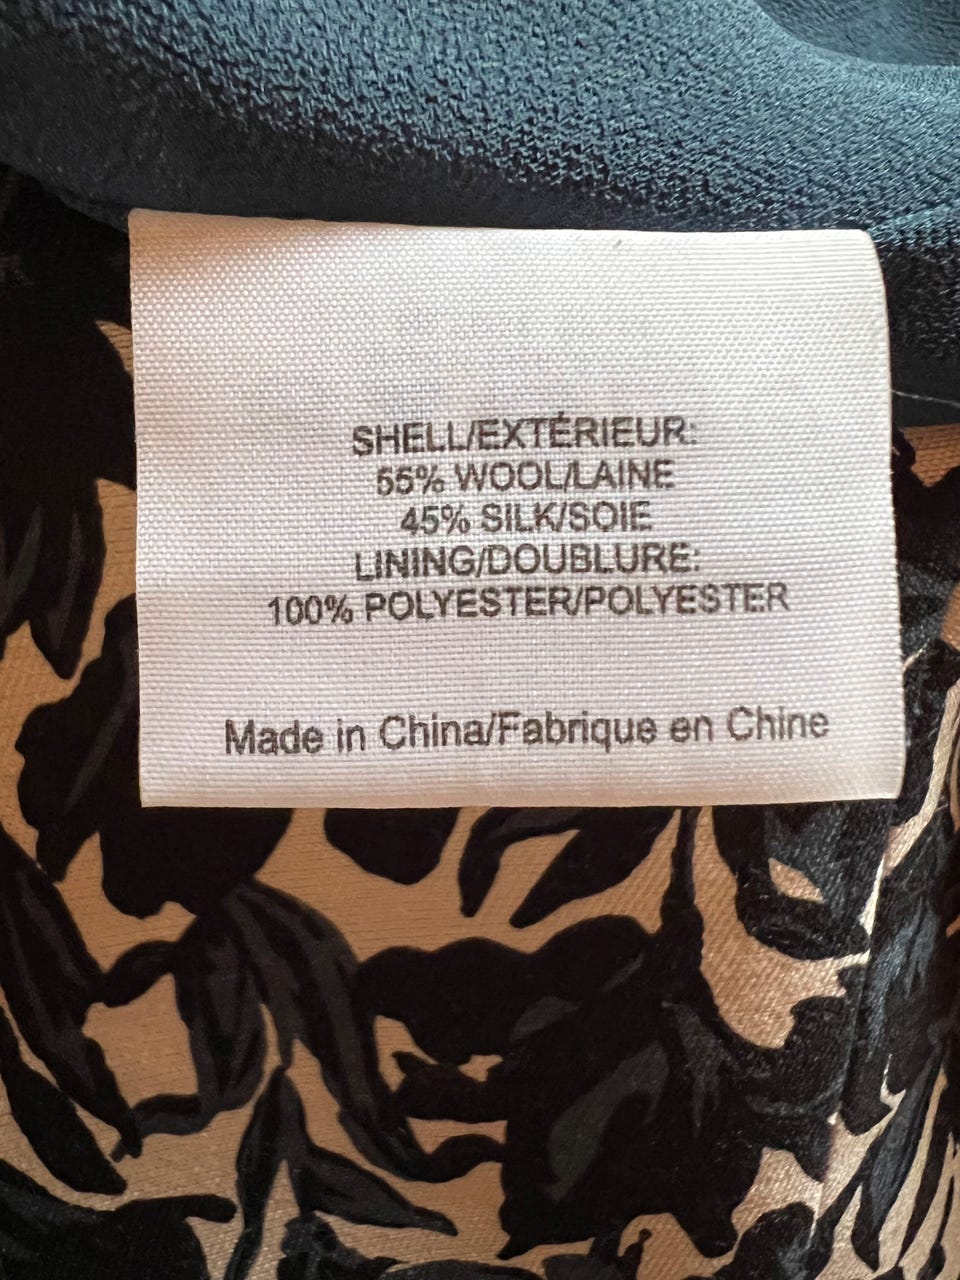 SHELL/EXTÉRIEUR:
55% WOOL/LAINE
45% SILK/SOIE
LINING/DOUBLURE:
100% POLYESTER/POLYESTER
Made in China/Fabrique en Chine